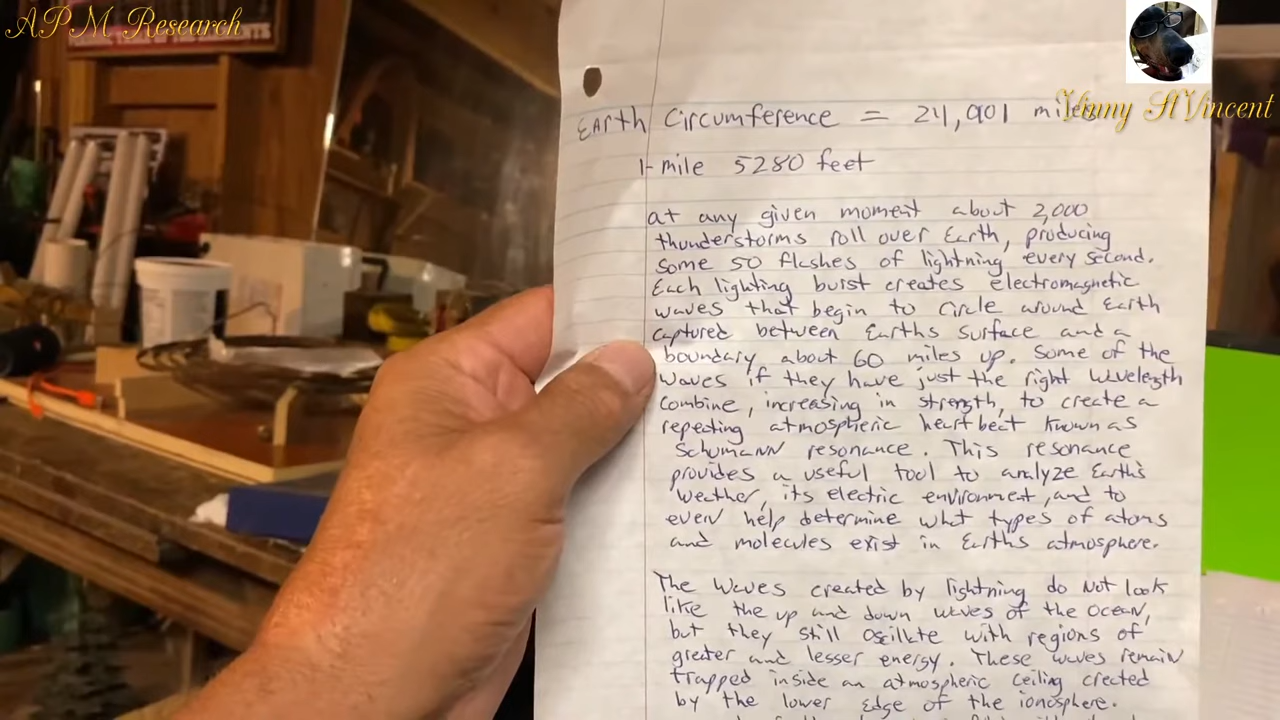 APM Research
Vinny StVincent
Earth Circumference = 24,901 miles
1-mile 5280 feet
at any given moment about 2,000
thunderstorms roll over Earth, producing
some 50 flashes of lightning every second.
Each lighting burst creates electromagnetic
waves that begin to circle around Earth
captured between Earths surface and a
boundary about 60 miles up. Some of the
waves if they have just the right wavelength
combine, increasing in strength, to create a
repeating atmospheric heartbeat known as
Schumann resonance. This resonance
provides a useful tool to analyze Earth's
weather, its electric environment, and to
even help determine what types of atoms
and molecules exist in Earths atmosphere.
The waves created by lightning do not look
like the up and down waves of the ocean,
but they still oscillate with regions of
greater and lesser energy. These waves remain
trapped inside an atmospheric ceiling created
by the lower edge of the ionosphere.